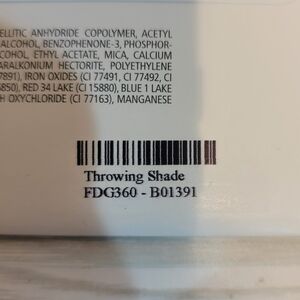 ELLITIC ANHYDRIDE COPOLYMER, ACETYL
ALCOHOL, BENZOPHENONE-3, PHOSPHOR-
COHOL, ETHYL ACETATE, MICA, CALCIUM
ARALKONIUM HECTORITE, POLYETHYLENE
7891), IRON OXIDES (CI 77491, CI 77492, CI
5850), RED 34 LAKE (CI 15880), BLUE 1 LAKE
H OXYCHLORIDE (CI 77163), MANGANESE
Throwing Shade
FDG360 - B01391